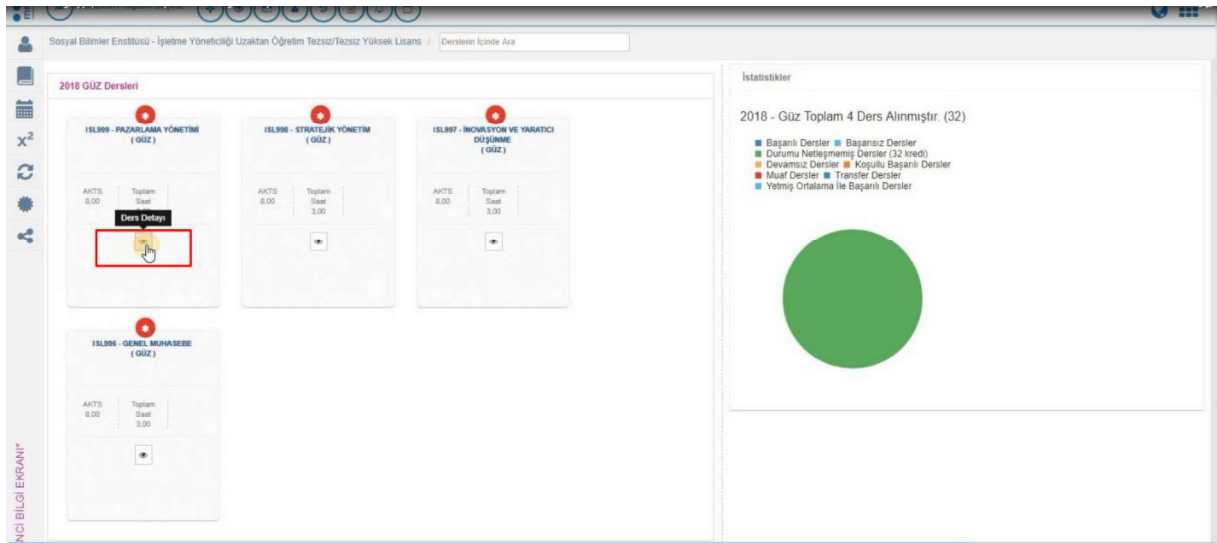 Sosyal Bilimler Enstitüsü - İşletme Yöneticiliği Uzaktan Öğretim Tezsiz/Tezsiz Yüksek Lisans / Derslerin İçinde Ara
2018 GÜZ Dersleri
ISL999 - PAZARLAMA YÖNETİMİ
( GÜZ )
AKTS
8,00
Toplam
Saat
Ders Detayı
ISL998 - STRATEJİK YÖNETİM
( GÜZ )
AKTS
8,00
Toplam
Saat
3,00
ISL997 - İNOVASYON VE YARATICI
DÜŞÜNME
( GÜZ )
AKTS
8,00
Toplam
Saat
3,00
ISL996 - GENEL MUHASEBE
( GÜZ )
AKTS
8,00
Toplam
Saat
3,00
İstatistikler
2018 - Güz Toplam 4 Ders Alınmıştır. (32)
Başarılı Dersler Başarısız Dersler
Durumu Netleşmemiş Dersler (32 kredi)
Devamsız Dersler Koşullu Başarılı Dersler
Muaf Dersler Transfer Dersler
Yetmiş Ortalama İle Başarılı Dersler
x²
NCİ BİLGİ EKRANI*